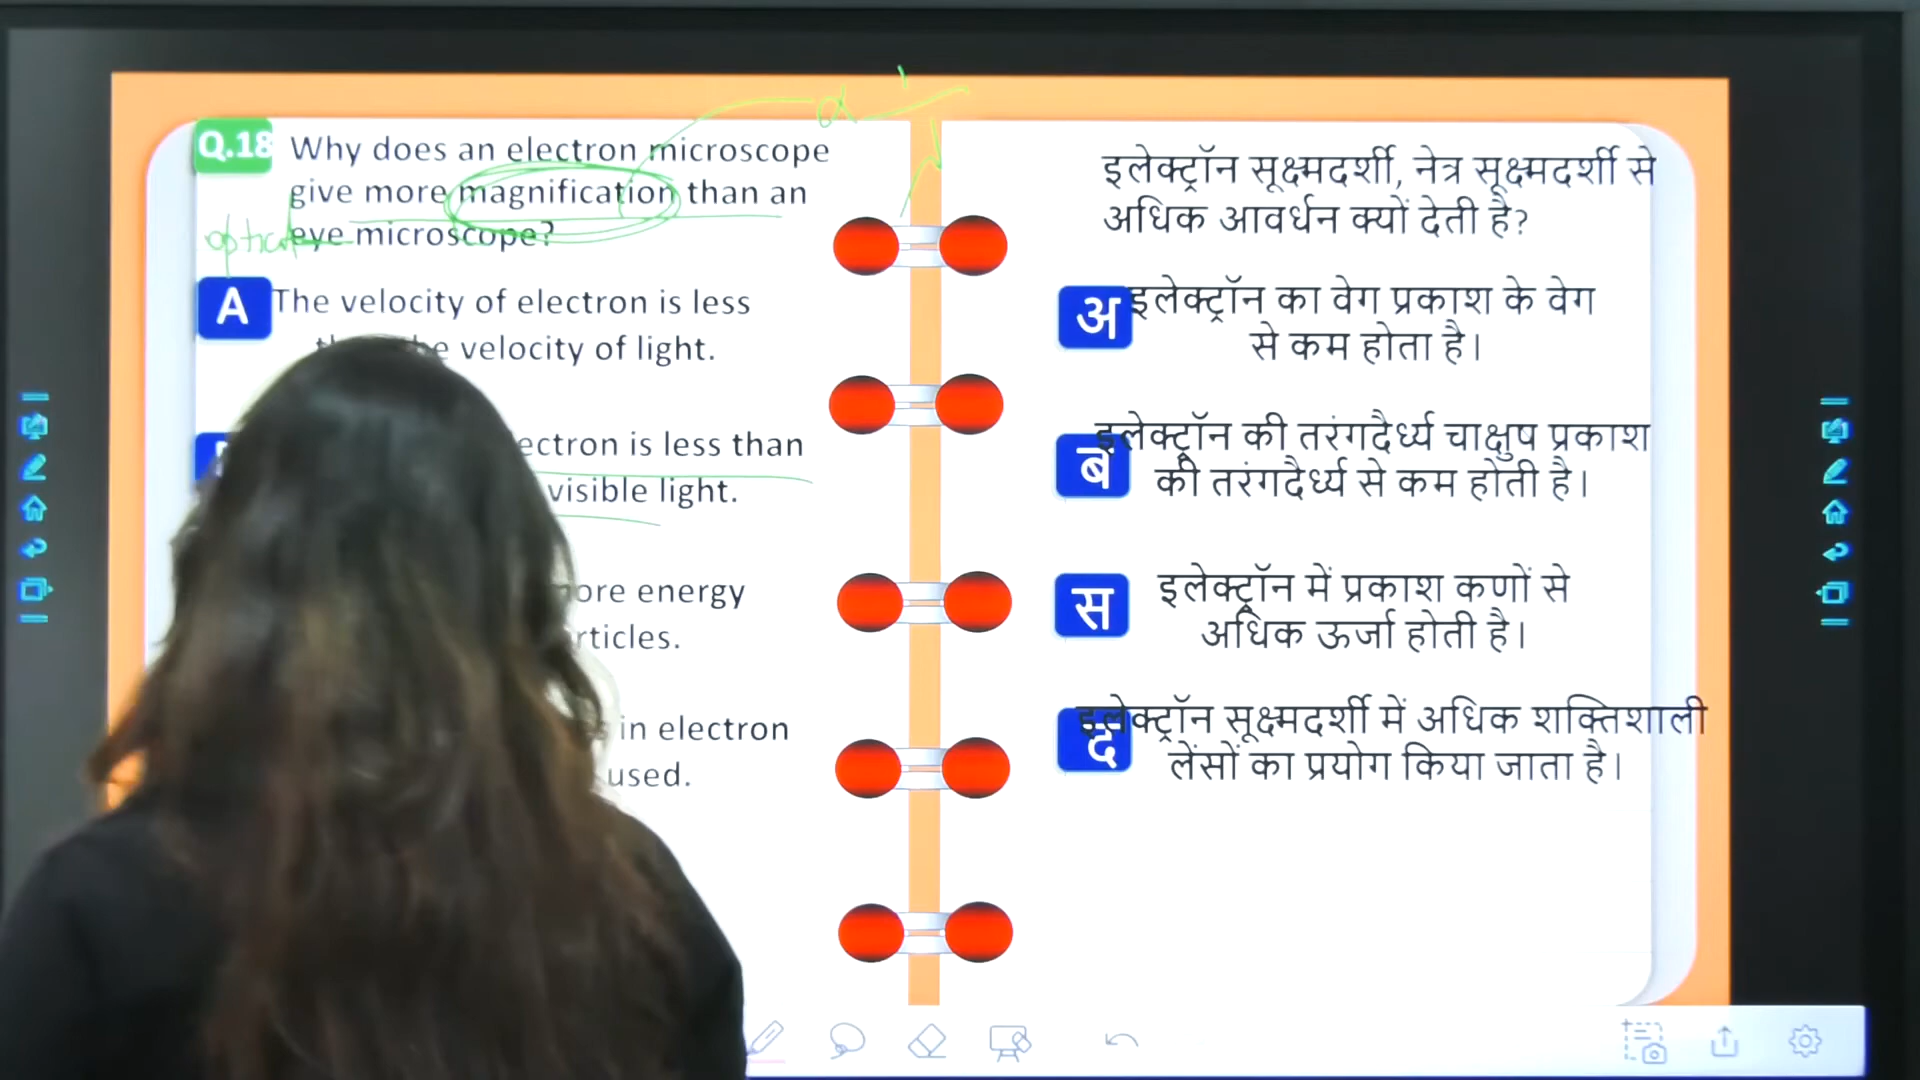 Q.18 Why does an electron microscope
give more magnification than an
optical eye microscope?
A The velocity of electron is less
velocity of light.
is less than
visible light.
energy
in electron
used.
इलेक्ट्रॉन सूक्ष्मदर्शी, नेत्र सूक्ष्मदर्शी से
अधिक आवर्धन क्यों देती है?
अ इलेक्ट्रॉन का वेग प्रकाश के वेग
से कम होता है।
ब इलेक्ट्रॉन की तरंगदैर्ध्य चाक्षुष प्रकाश
की तरंगदैर्ध्य से कम होती है।
स इलेक्ट्रॉन में प्रकाश कणों से
अधिक ऊर्जा होती है।
द इलेक्ट्रॉन सूक्ष्मदर्शी में अधिक शक्तिशाली
लेंसों का प्रयोग किया जाता है।